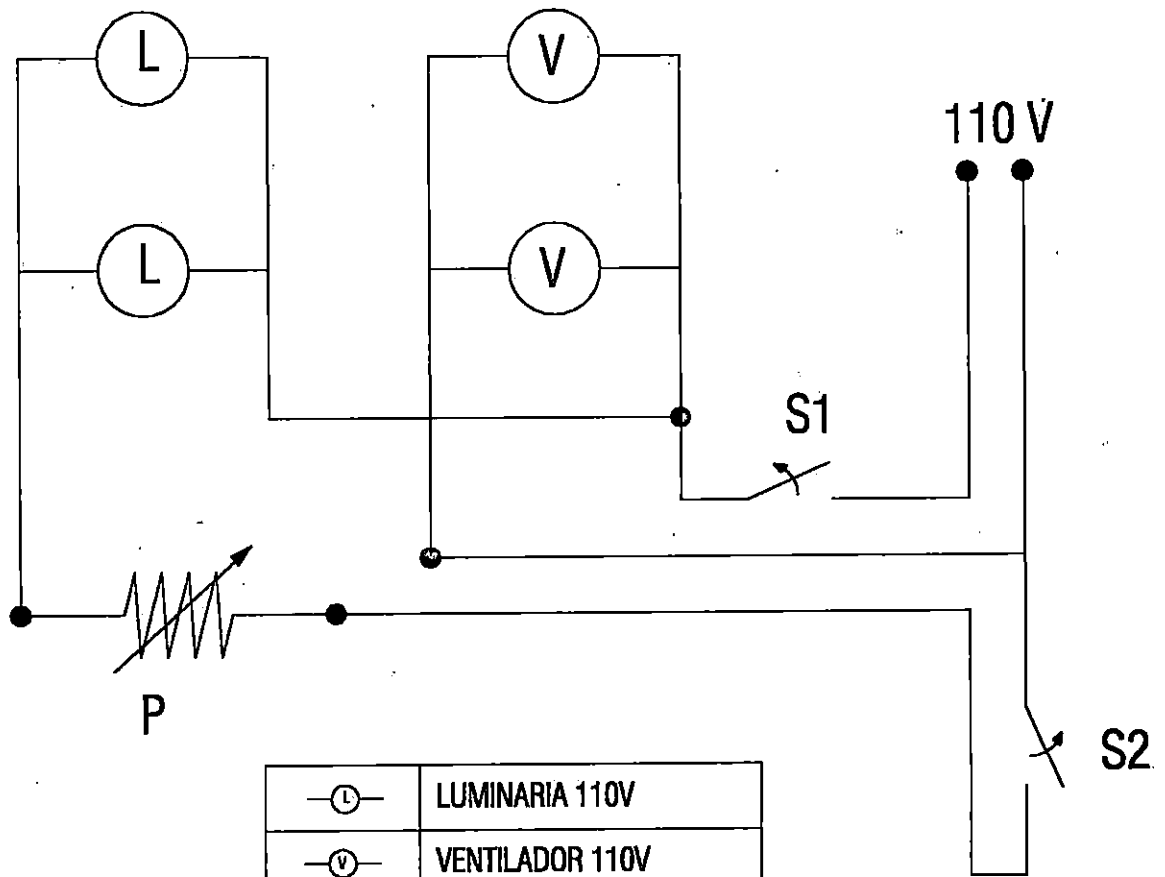 L
V
110 V
L
V
S1
P
S2
L LUMINARIA 110V
V VENTILADOR 110V